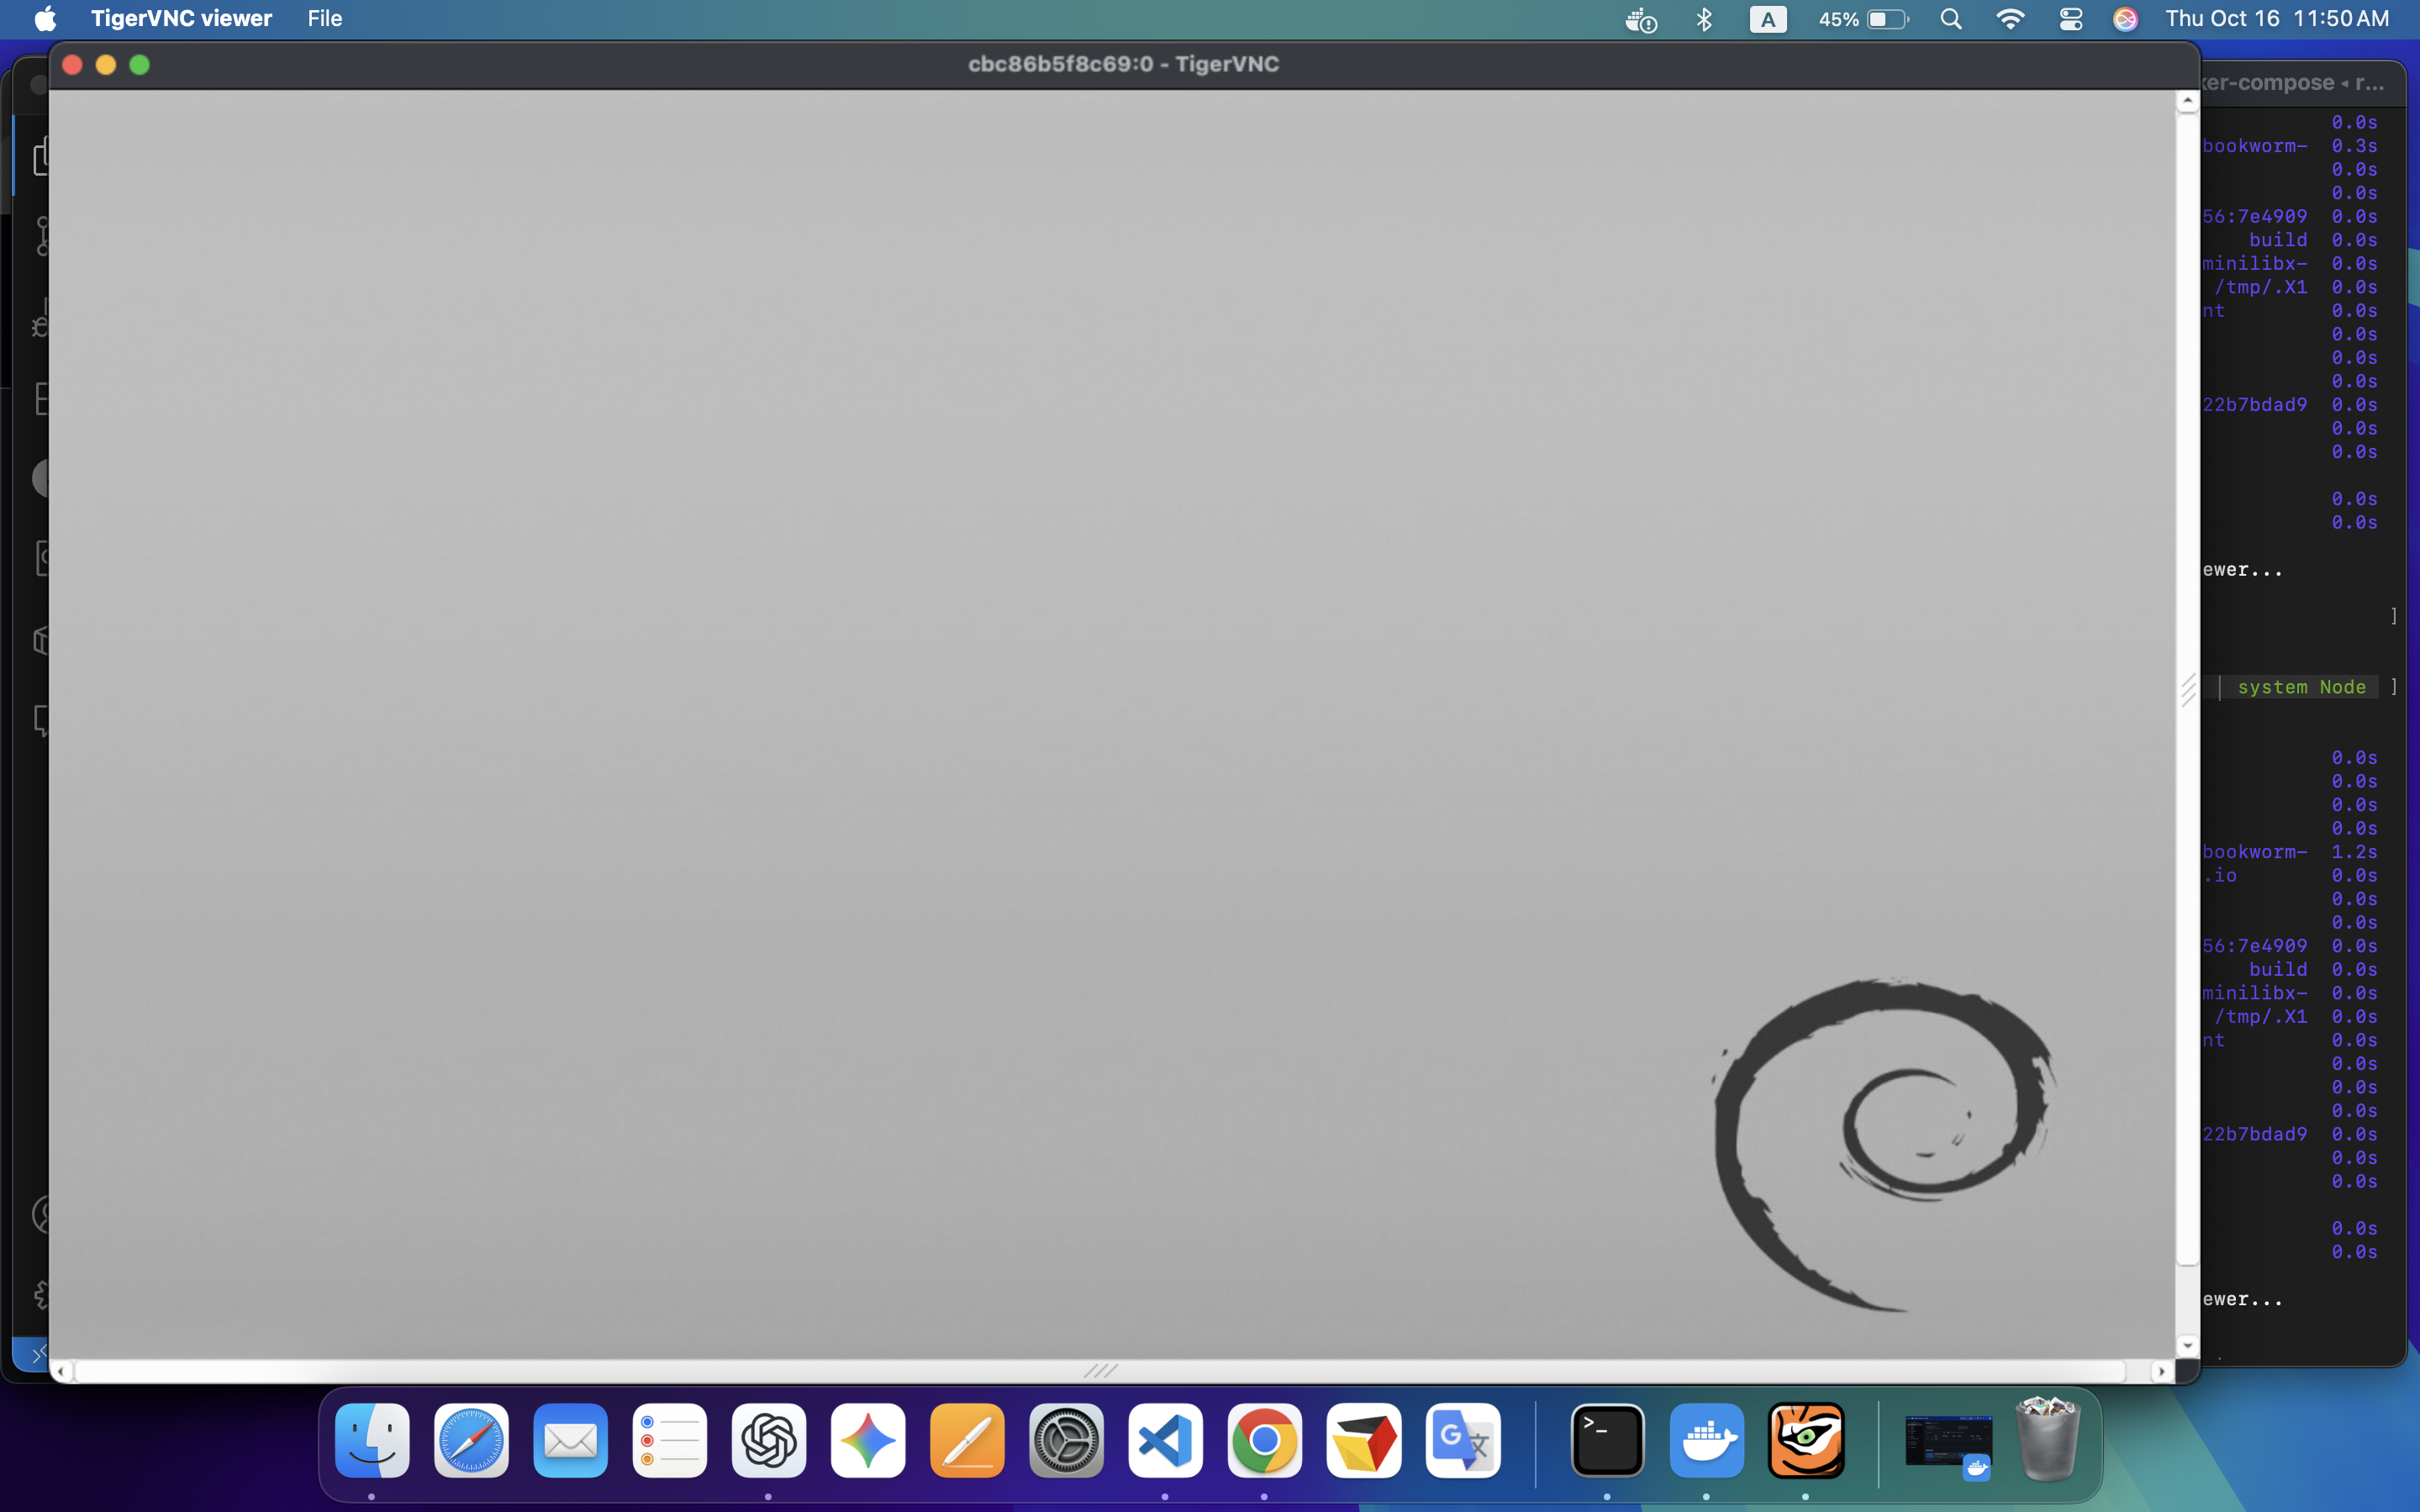 TigerVNC viewer File
A 45% Thu Oct 16 11:50 AM
cbc86b5f8c69:0 - TigerVNC
ker-compose ◂ r...
0.0s
bookworm- 0.3s
0.0s
0.0s
56:7e4909 0.0s
build 0.0s
minilibx- 0.0s
/tmp/.X1 0.0s
nt 0.0s
0.0s
0.0s
0.0s
22b7bdad9 0.0s
0.0s
0.0s
0.0s
0.0s
ewer...
]
| system Node ]
0.0s
0.0s
0.0s
0.0s
bookworm- 1.2s
.io 0.0s
0.0s
0.0s
56:7e4909 0.0s
build 0.0s
minilibx- 0.0s
/tmp/.X1 0.0s
nt 0.0s
0.0s
0.0s
0.0s
22b7bdad9 0.0s
0.0s
0.0s
0.0s
0.0s
ewer...
>_
G 文